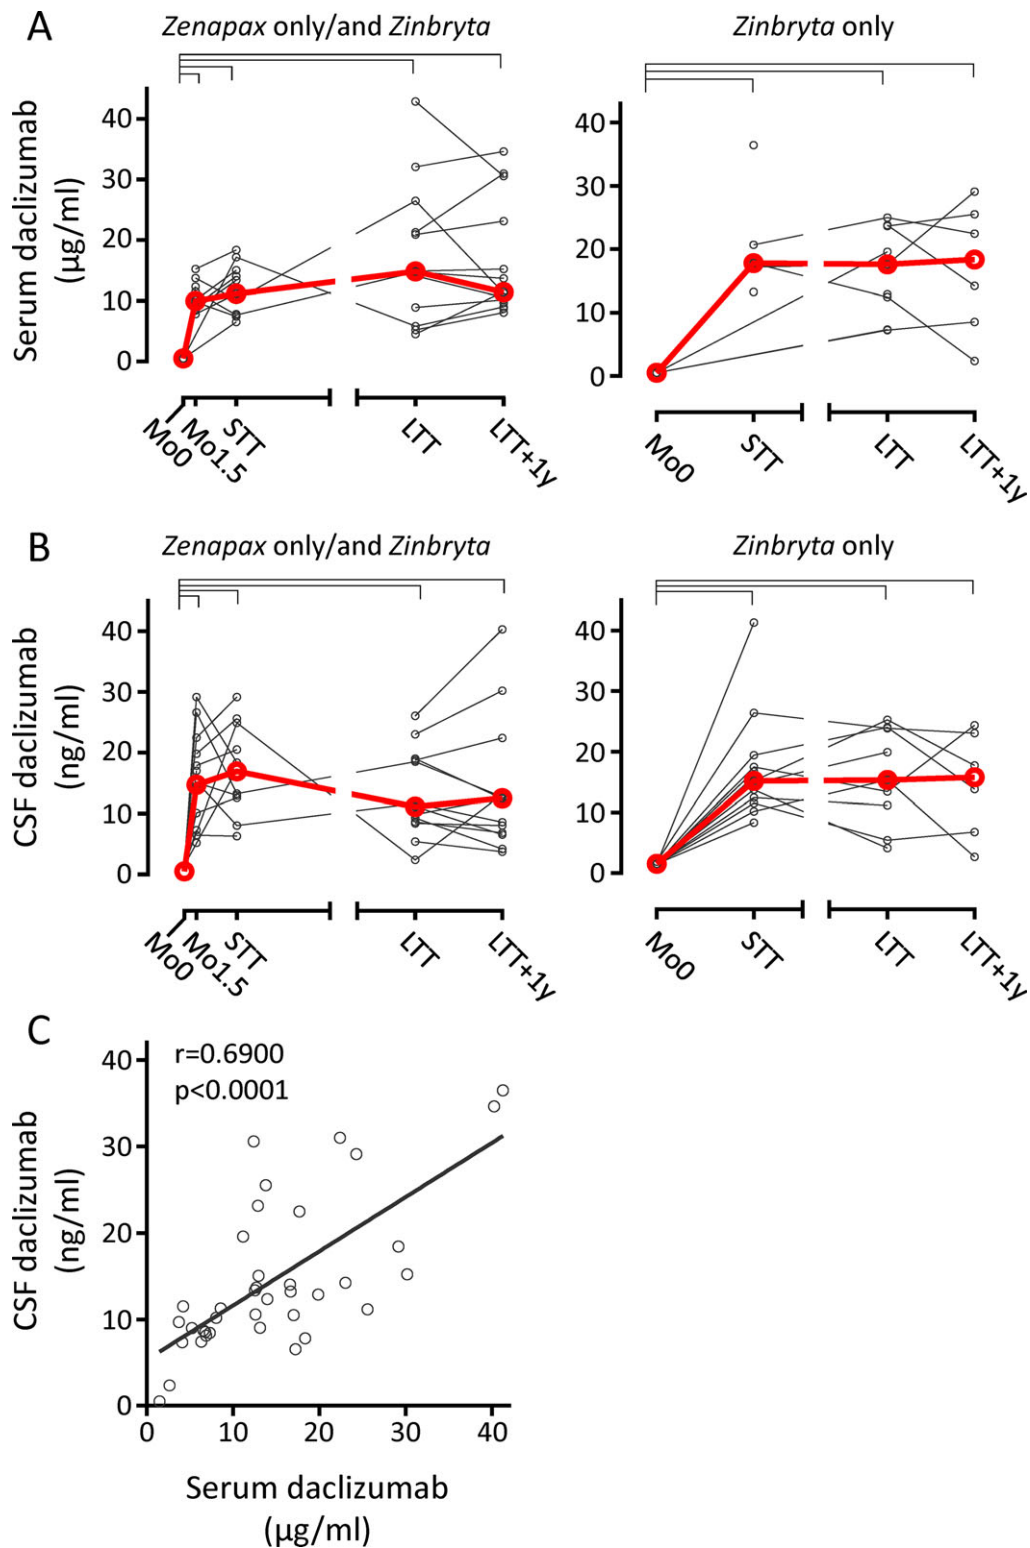 A
Zenapax only/and Zinbryta
Zinbryta only
Serum daclizumab
(µg/ml)
40
30
20
10
0
Mo0
Mo1.5
STT
LTT
LTT+1y
40
30
20
10
0
Mo0
STT
LTT
LTT+1y
B
Zenapax only/and Zinbryta
Zinbryta only
CSF daclizumab
(ng/ml)
40
30
20
10
0
Mo0
Mo1.5
STT
LTT
LTT+1y
40
30
20
10
0
Mo0
STT
LTT
LTT+1y
C
r=0.6900
p<0.0001
CSF daclizumab
(ng/ml)
40
30
20
10
0
0
10
20
30
40
Serum daclizumab
(µg/ml)